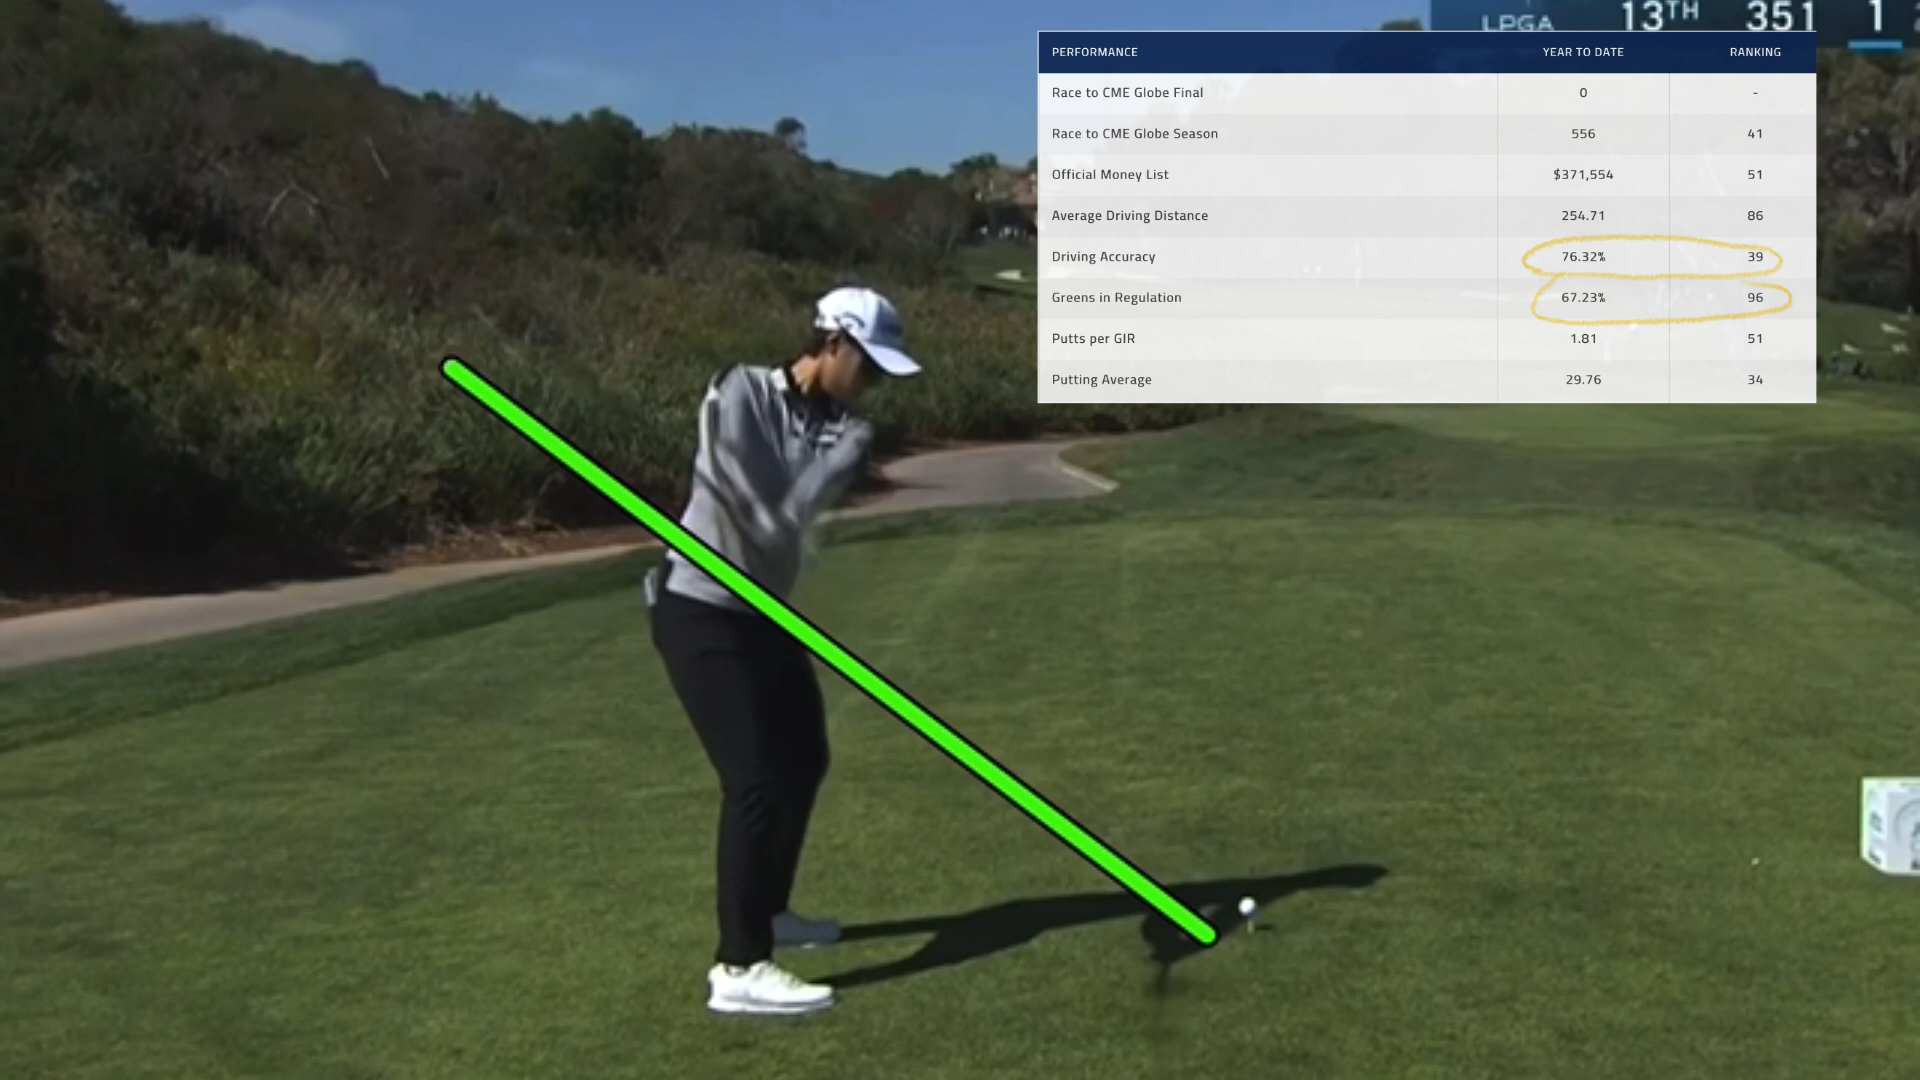 LPGA 13TH 351 1
PERFORMANCE YEAR TO DATE RANKING
Race to CME Globe Final 0 -
Race to CME Globe Season 556 41
Official Money List $371,554 51
Average Driving Distance 254.71 86
Driving Accuracy 76.32% 39
Greens in Regulation 67.23% 96
Putts per GIR 1.81 51
Putting Average 29.76 34